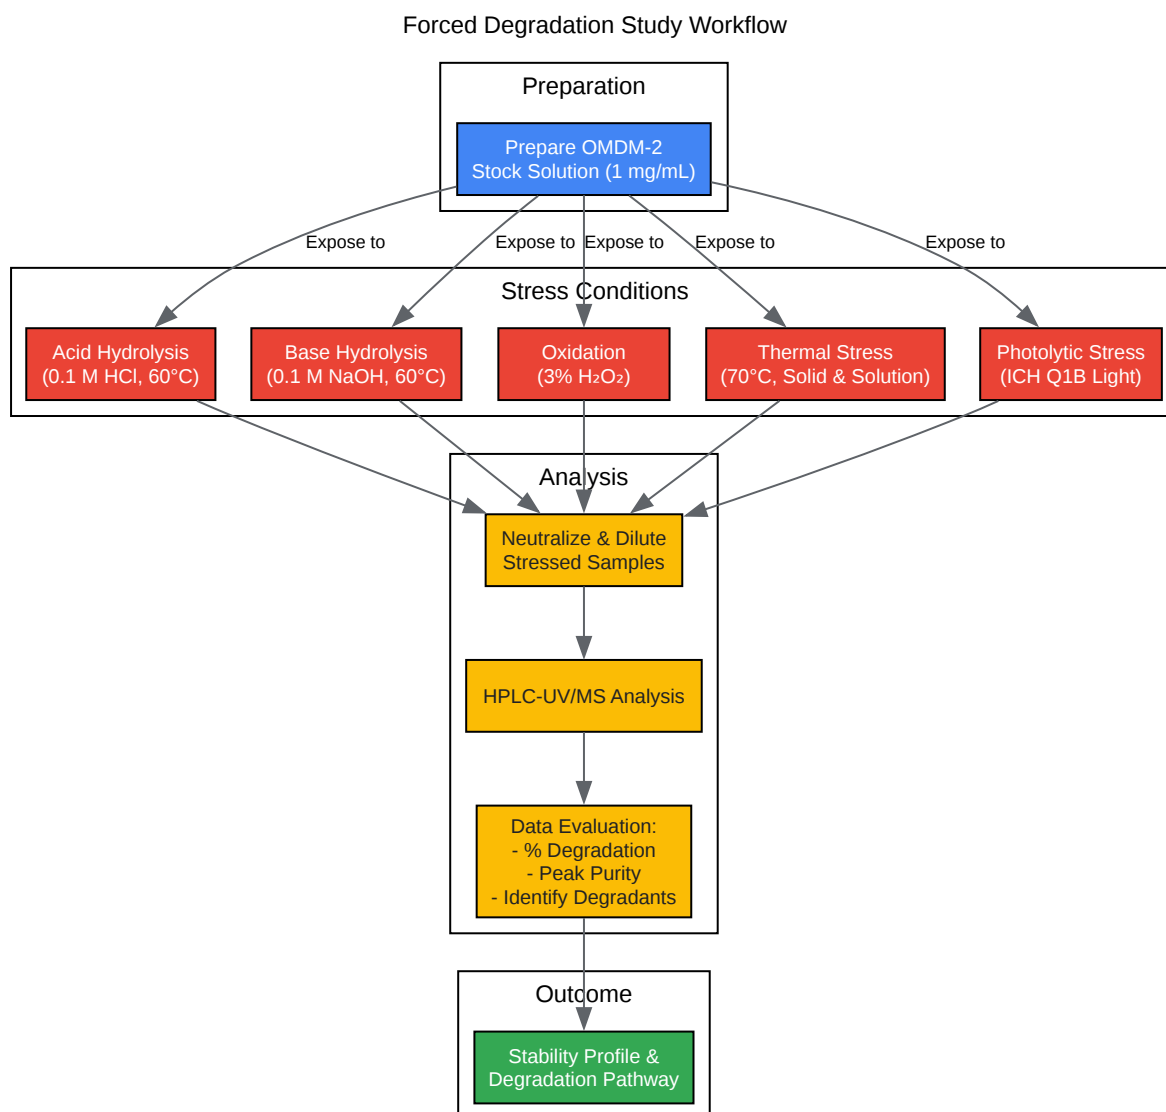 Forced Degradation Study Workflow
Preparation
Prepare OMDM-2
Stock Solution (1 mg/mL)
Expose to
Expose to
Expose to
Expose to
Expose to
Stress Conditions
Acid Hydrolysis
(0.1 M HCl, 60°C)
Base Hydrolysis
(0.1 M NaOH, 60°C)
Oxidation
(3% H₂O₂)
Thermal Stress
(70°C, Solid & Solution)
Photolytic Stress
(ICH Q1B Light)
Analysis
Neutralize & Dilute
Stressed Samples
HPLC-UV/MS Analysis
Data Evaluation:
- % Degradation
- Peak Purity
- Identify Degradants
Outcome
Stability Profile &
Degradation Pathway